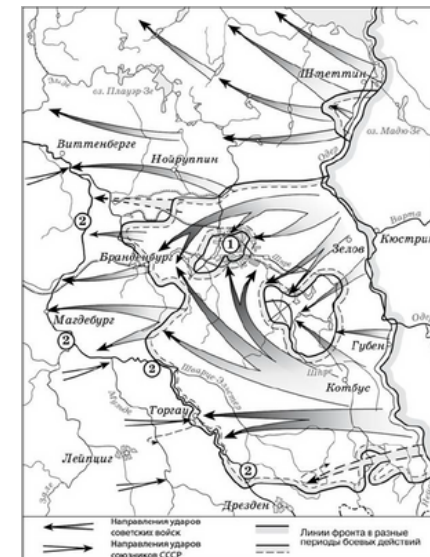 Штеттин
оз. Плауэр-Зе
оз. Мадю-Зе
Одер
Виттенберге
Нойруппин
2
1
Варта
Кюстрин
Зелов
Бранденбург
Магдебург
Губен
2
2
Шпре
Котбус
Шварце-Эльстер
Мульде
Торгау
Лейпциг
2
Дрезден
Заале
Направления ударов
советских войск
Направления ударов
союзников СССР
Линии фронта в разные
периоды боевых действий